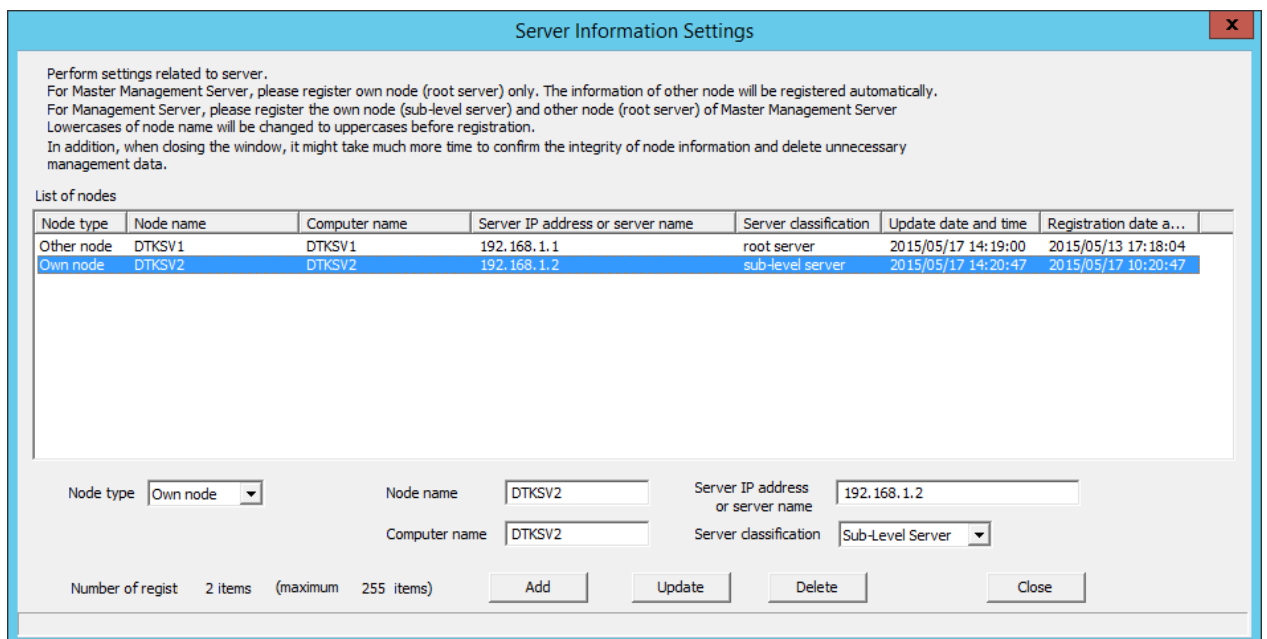 Server Information Settings
x
Perform settings related to server.
For Master Management Server, please register own node (root server) only. The information of other node will be registered automatically.
For Management Server, please register the own node (sub-level server) and other node (root server) of Master Management Server
Lowercases of node name will be changed to uppercases before registration.
In addition, when closing the window, it might take much more time to confirm the integrity of node information and delete unnecessary
management data.
List of nodes
Node type Node name Computer name Server IP address or server name Server classification Update date and time Registration date a...
Other node DTKSV1 DTKSV1 192.168.1.1 root server 2015/05/17 14:19:00 2015/05/13 17:18:04
Own node DTKSV2 DTKSV2 192.168.1.2 sub-level server 2015/05/17 14:20:47 2015/05/17 10:20:47
Node type Own node Node name DTKSV2 Server IP address or server name 192.168.1.2
Computer name DTKSV2 Server classification Sub-Level Server
Number of regist 2 items (maximum 255 items) Add Update Delete Close